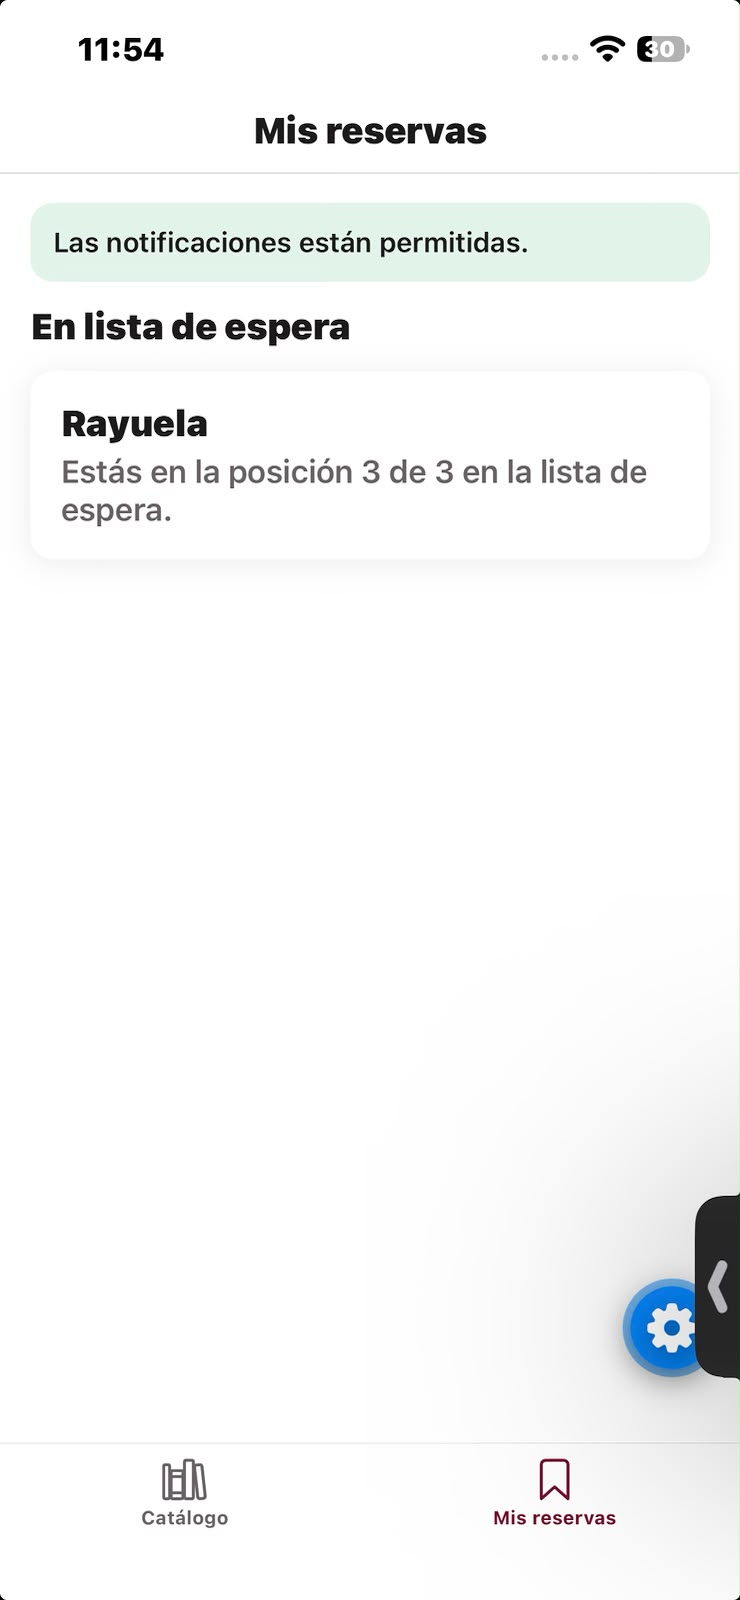 11:54
30
Mis reservas
Las notificaciones están permitidas.
En lista de espera
Rayuela
Estás en la posición 3 de 3 en la lista de
espera.
Catálogo
Mis reservas